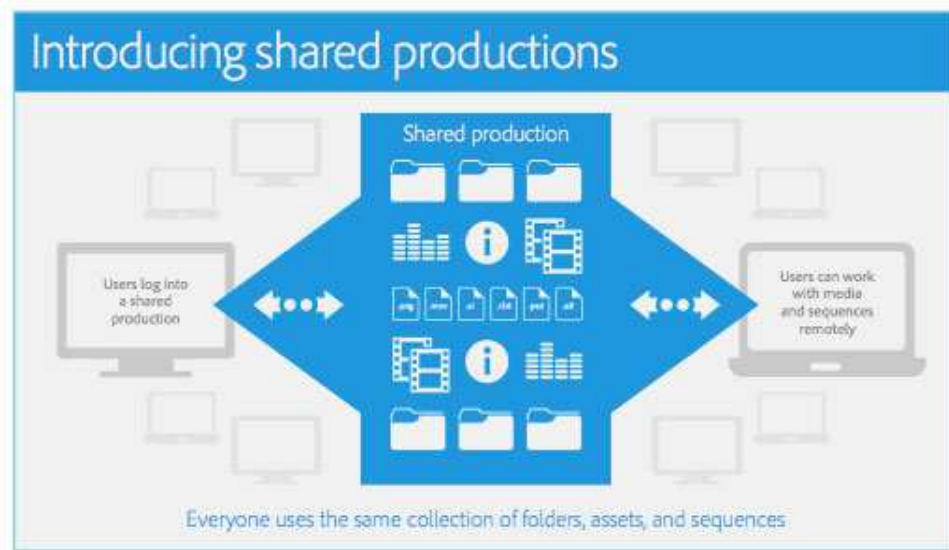 Introducing shared productions
Shared production
Users log into
a shared
production
Users can work
with media
and sequences
remotely
Everyone uses the same collection of folders, assets, and sequences